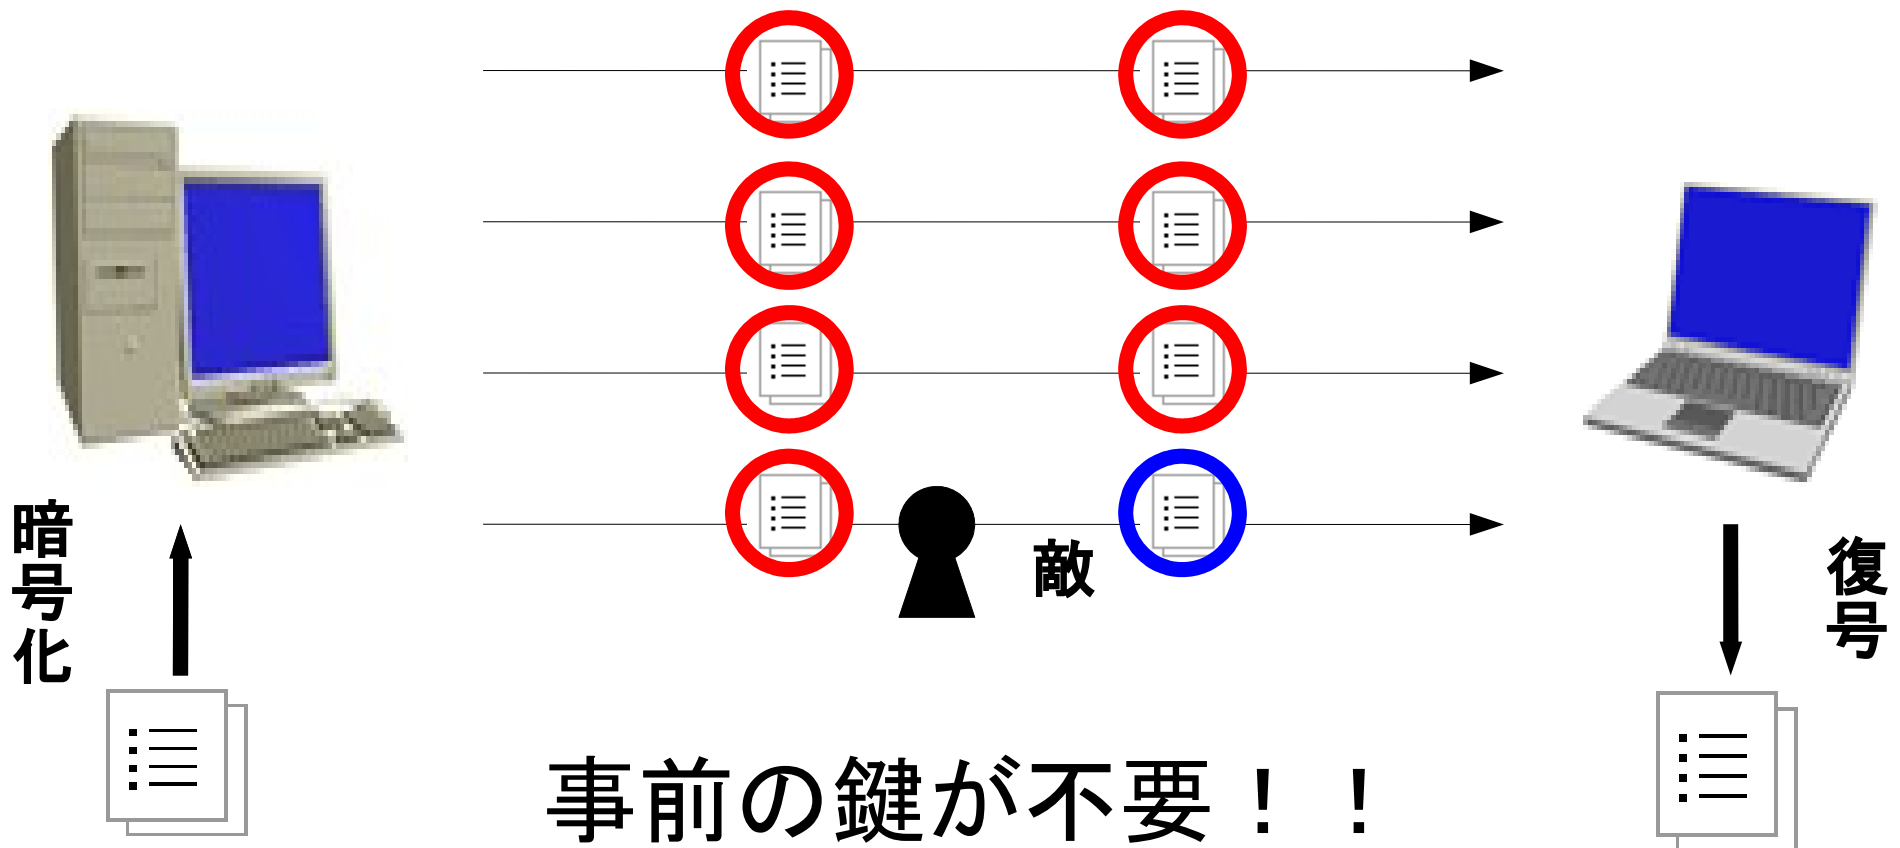 暗号化
敵
復号
事前の鍵が不要！！